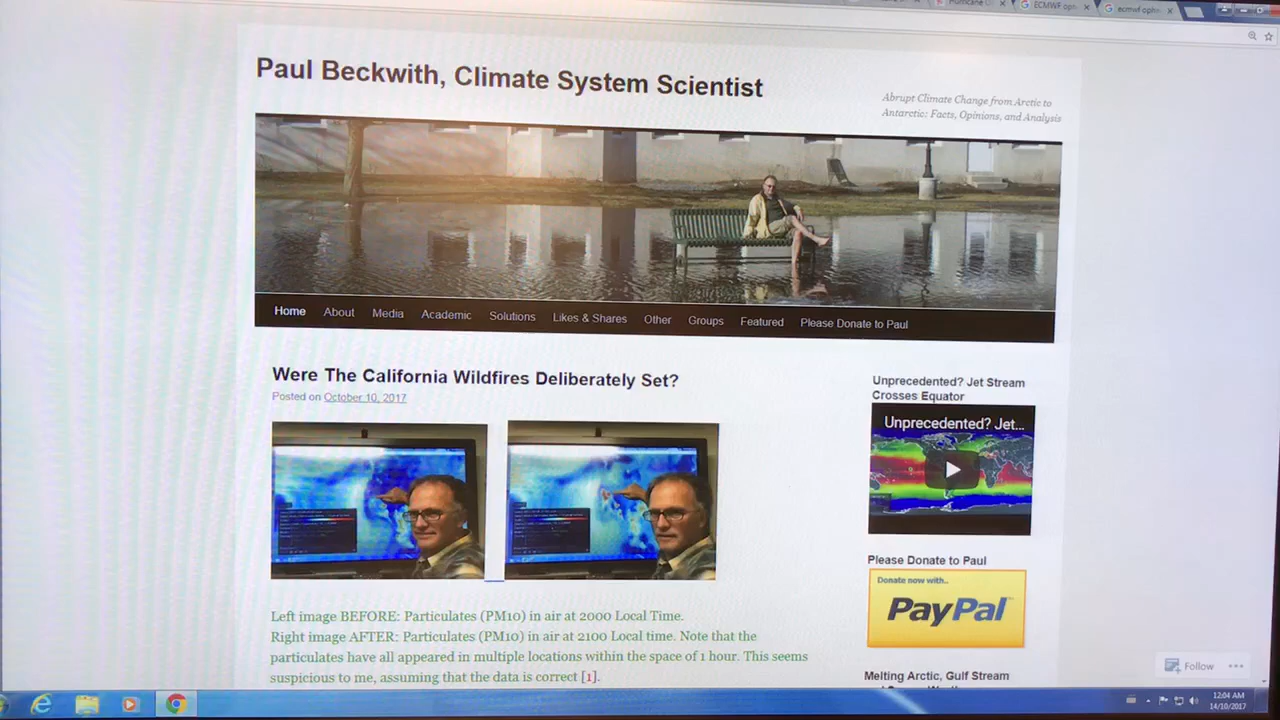 ECMWF oph
ecmwf oph
Paul Beckwith, Climate System Scientist
Abrupt Climate Change from Arctic to
Antarctic: Facts, Opinions, and Analysis
Home About Media Academic Solutions Likes & Shares Other Groups Featured Please Donate to Paul
Were The California Wildfires Deliberately Set?
Posted on October 10, 2017
Left image BEFORE: Particulates (PM10) in air at 2000 Local Time.
Right image AFTER: Particulates (PM10) in air at 2100 Local time. Note that the
particulates have all appeared in multiple locations within the space of 1 hour. This seems
suspicious to me, assuming that the data is correct [1].
Unprecedented? Jet Stream
Crosses Equator
Unprecedented? Jet...
Please Donate to Paul
Donate now with..
PayPal
Melting Arctic, Gulf Stream
Follow
12:04 AM
14/10/2017